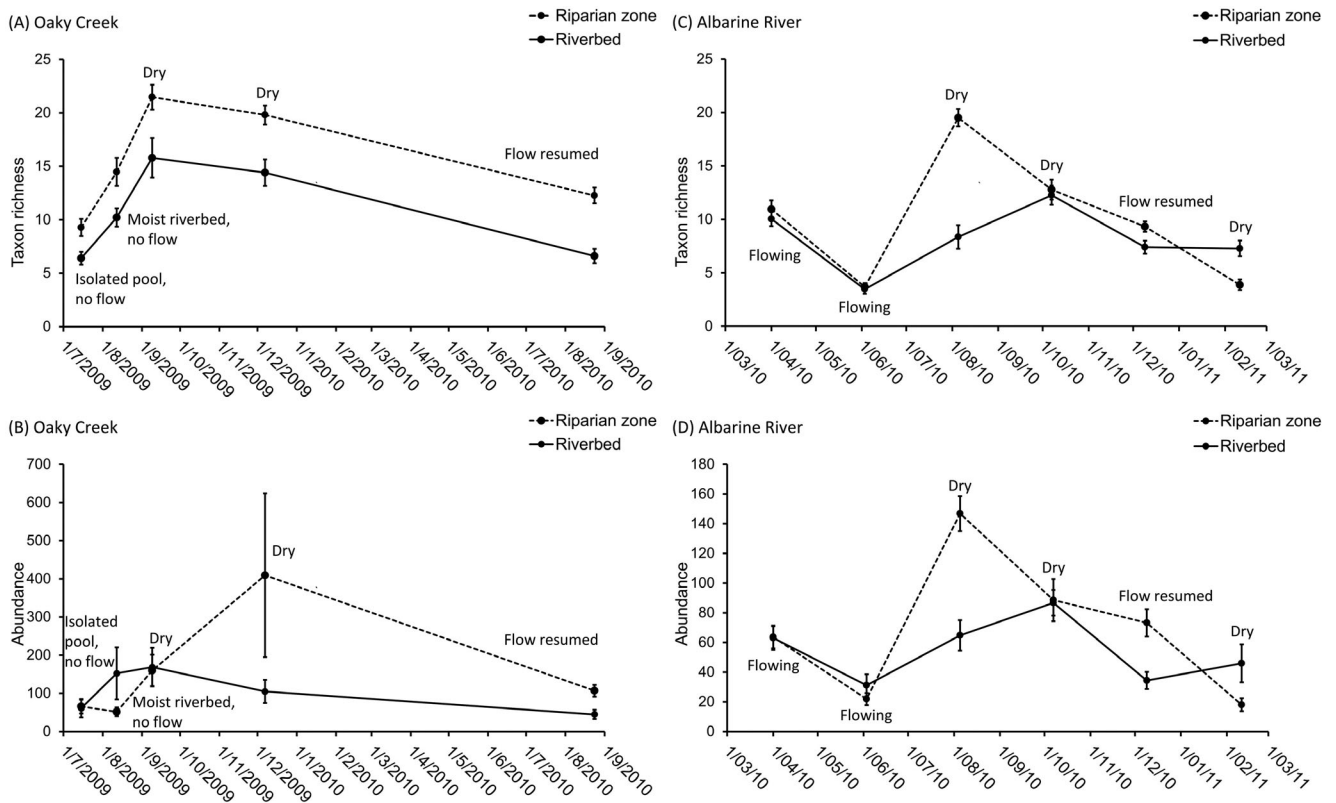 (A) Oaky Creek
Riparian zone
Riverbed
25
20
15
10
5
0
Taxon richness
Dry
Dry
Flow resumed
Moist riverbed,
no flow
Isolated pool,
no flow
1/7/2009
1/8/2009
1/9/2009
1/10/2009
1/11/2009
1/12/2009
1/1/2010
1/2/2010
1/3/2010
1/4/2010
1/5/2010
1/6/2010
1/7/2010
1/8/2010
1/9/2010
(C) Albarine River
Riparian zone
Riverbed
25
20
15
10
5
0
Taxon richness
Dry
Dry
Flow resumed
Dry
Flowing
Flowing
1/03/10
1/04/10
1/05/10
1/06/10
1/07/10
1/08/10
1/09/10
1/10/10
1/11/10
1/12/10
1/01/11
1/02/11
1/03/11
(B) Oaky Creek
Riparian zone
Riverbed
700
600
500
400
300
200
100
0
Abundance
Isolated
pool,
no flow
Dry
Dry
Flow resumed
Moist riverbed,
no flow
1/7/2009
1/8/2009
1/9/2009
1/10/2009
1/11/2009
1/12/2009
1/1/2010
1/2/2010
1/3/2010
1/4/2010
1/5/2010
1/6/2010
1/7/2010
1/8/2010
1/9/2010
(D) Albarine River
Riparian zone
Riverbed
180
160
140
120
100
80
60
40
20
0
Abundance
Dry
Dry
Flow resumed
Dry
Flowing
Flowing
1/03/10
1/04/10
1/05/10
1/06/10
1/07/10
1/08/10
1/09/10
1/10/10
1/11/10
1/12/10
1/01/11
1/02/11
1/03/11